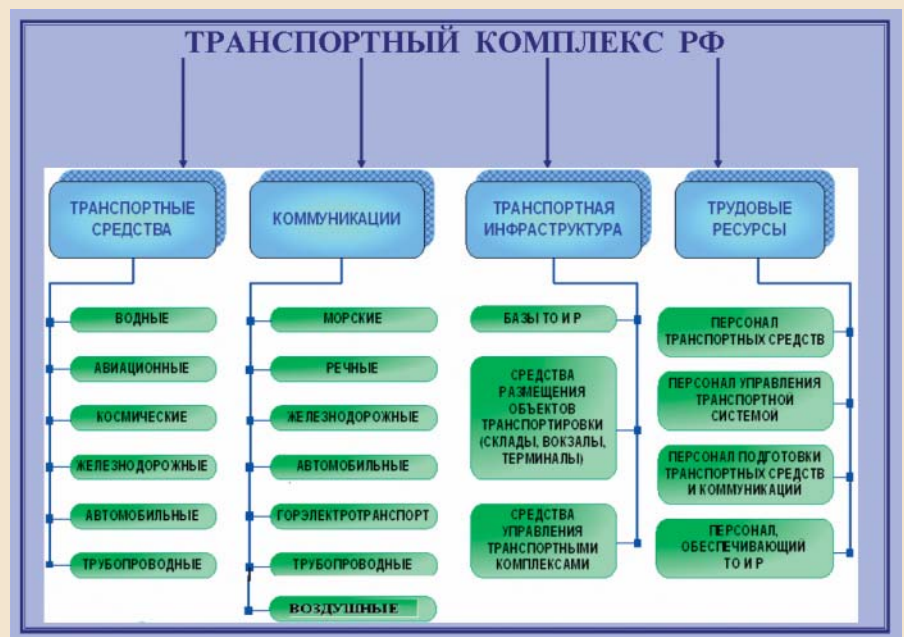 ТРАНСПОРТНЫЙ КОМПЛЕКС РФ
ТРАНСПОРТНЫЕ
СРЕДСТВА
ВОДНЫЕ
АВИАЦИОННЫЕ
КОСМИЧЕСКИЕ
ЖЕЛЕЗНОДОРОЖНЫЕ
АВТОМОБИЛЬНЫЕ
ТРУБОПРОВОДНЫЕ
КОММУНИКАЦИИ
МОРСКИЕ
РЕЧНЫЕ
ЖЕЛЕЗНОДОРОЖНЫЕ
АВТОМОБИЛЬНЫЕ
ГОРЭЛЕКТРОТРАНСПОРТ
ТРУБОПРОВОДНЫЕ
ВОЗДУШНЫЕ
ТРАНСПОРТНАЯ
ИНФРАСТРУКТУРА
БАЗЫ ТО И Р
СРЕДСТВА
РАЗМЕЩЕНИЯ
ОБЪЕКТОВ
ТРАНСПОРТИРОВКИ
(СКЛАДЫ, ВОКЗАЛЫ,
ТЕРМИНАЛЫ)
СРЕДСТВА
УПРАВЛЕНИЯ
ТРАНСПОРТНЫМИ
КОМПЛЕКСАМИ
ТРУДОВЫЕ
РЕСУРСЫ
ПЕРСОНАЛ
ТРАНСПОРТНЫХ СРЕДСТВ
ПЕРСОНАЛ УПРАВЛЕНИЯ
ТРАНСПОРТНОЙ
СИСТЕМОЙ
ПЕРСОНАЛ ПОДГОТОВКИ
ТРАНСПОРТНЫХ СРЕДСТВ
И КОММУНИКАЦИЙ
ПЕРСОНАЛ,
ОБЕСПЕЧИВАЮЩИЙ
ТО И Р